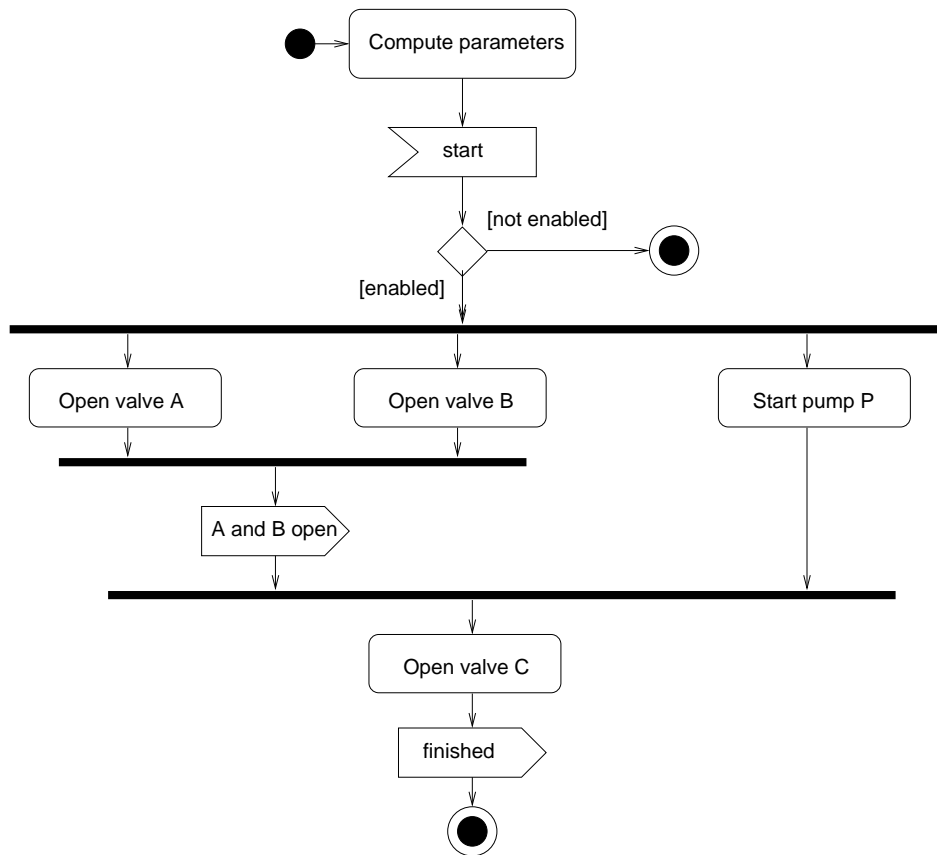 Compute parameters
start
[not enabled]
[enabled]
Open valve A
Open valve B
Start pump P
A and B open
Open valve C
finished